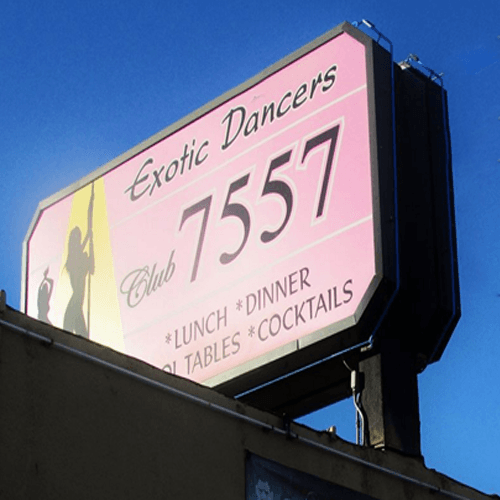 Exotic Dancers
Club 7557
*LUNCH *DINNER
TABLES *COCKTAILS